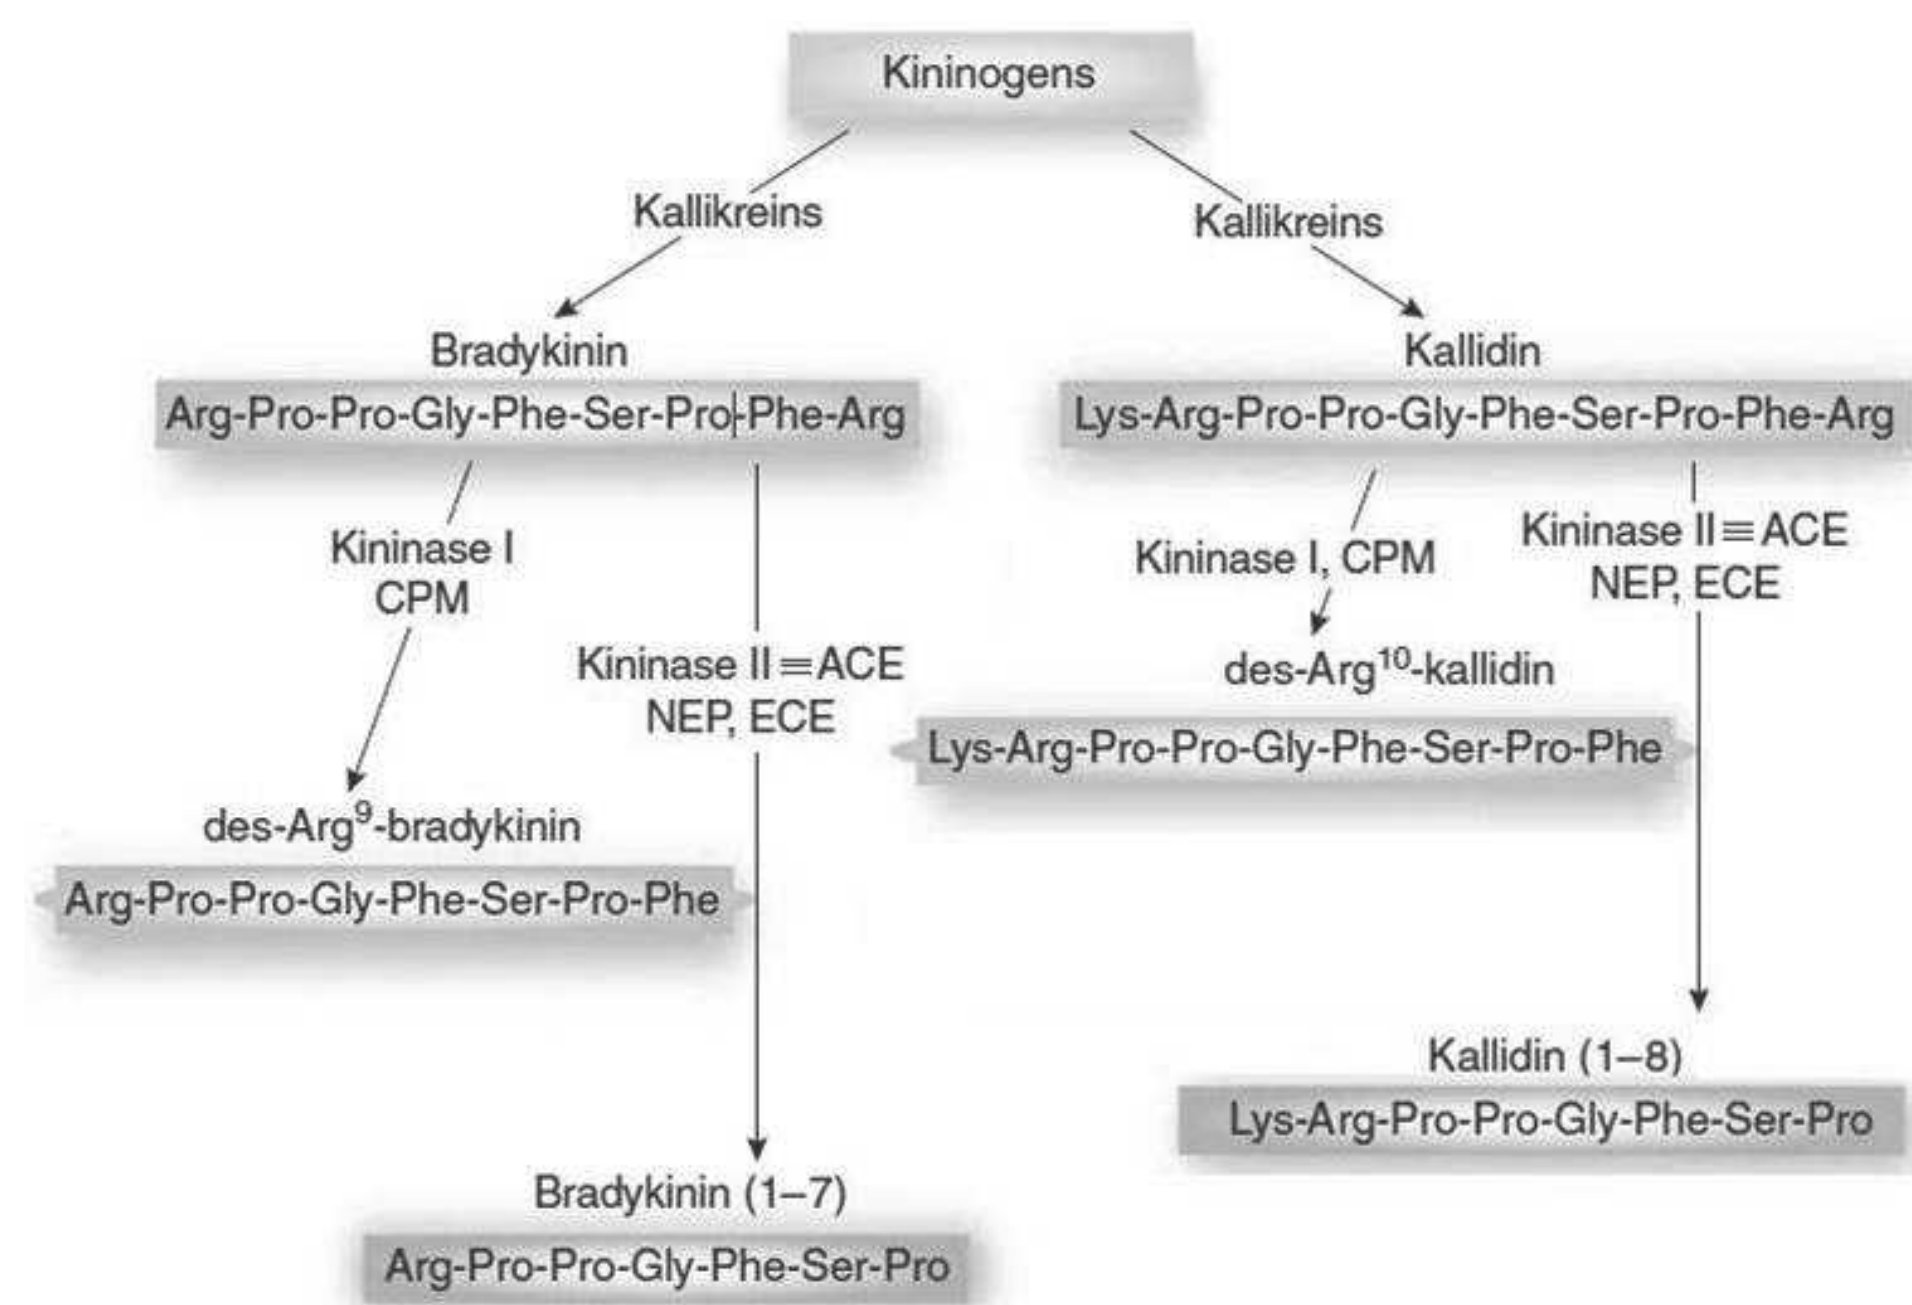 Kininogens
Kallikreins
Kallikreins
Bradykinin
Arg-Pro-Pro-Gly-Phe-Ser-Pro-Phe-Arg
Kallidin
Lys-Arg-Pro-Pro-Gly-Phe-Ser-Pro-Phe-Arg
Kininase I
CPM
Kininase II≡ACE
NEP, ECE
Kininase I, CPM
Kininase II≡ACE
NEP, ECE
des-Arg⁹-bradykinin
Arg-Pro-Pro-Gly-Phe-Ser-Pro-Phe
des-Arg¹⁰-kallidin
Lys-Arg-Pro-Pro-Gly-Phe-Ser-Pro-Phe
Bradykinin (1–7)
Arg-Pro-Pro-Gly-Phe-Ser-Pro
Kallidin (1–8)
Lys-Arg-Pro-Pro-Gly-Phe-Ser-Pro